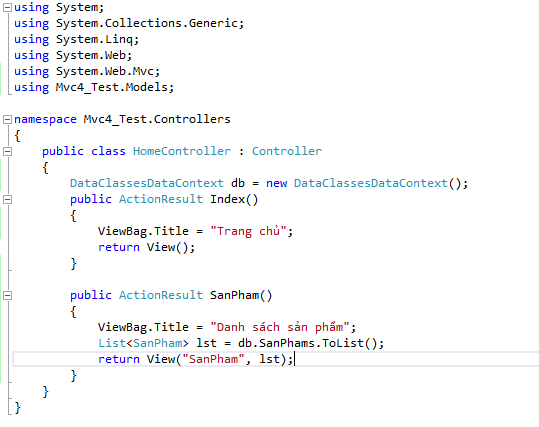 using System;
using System.Collections.Generic;
using System.Linq;
using System.Web;
using System.Web.Mvc;
using Mvc4_Test.Models;
namespace Mvc4_Test.Controllers
{
public class HomeController : Controller
{
DataClassesDataContext db = new DataClassesDataContext();
public ActionResult Index()
{
ViewBag.Title = "Trang chủ";
return View();
}
public ActionResult SanPham()
{
ViewBag.Title = "Danh sách sản phẩm";
List<SanPham> lst = db.SanPhams.ToList();
return View("SanPham", lst);
}
}
}